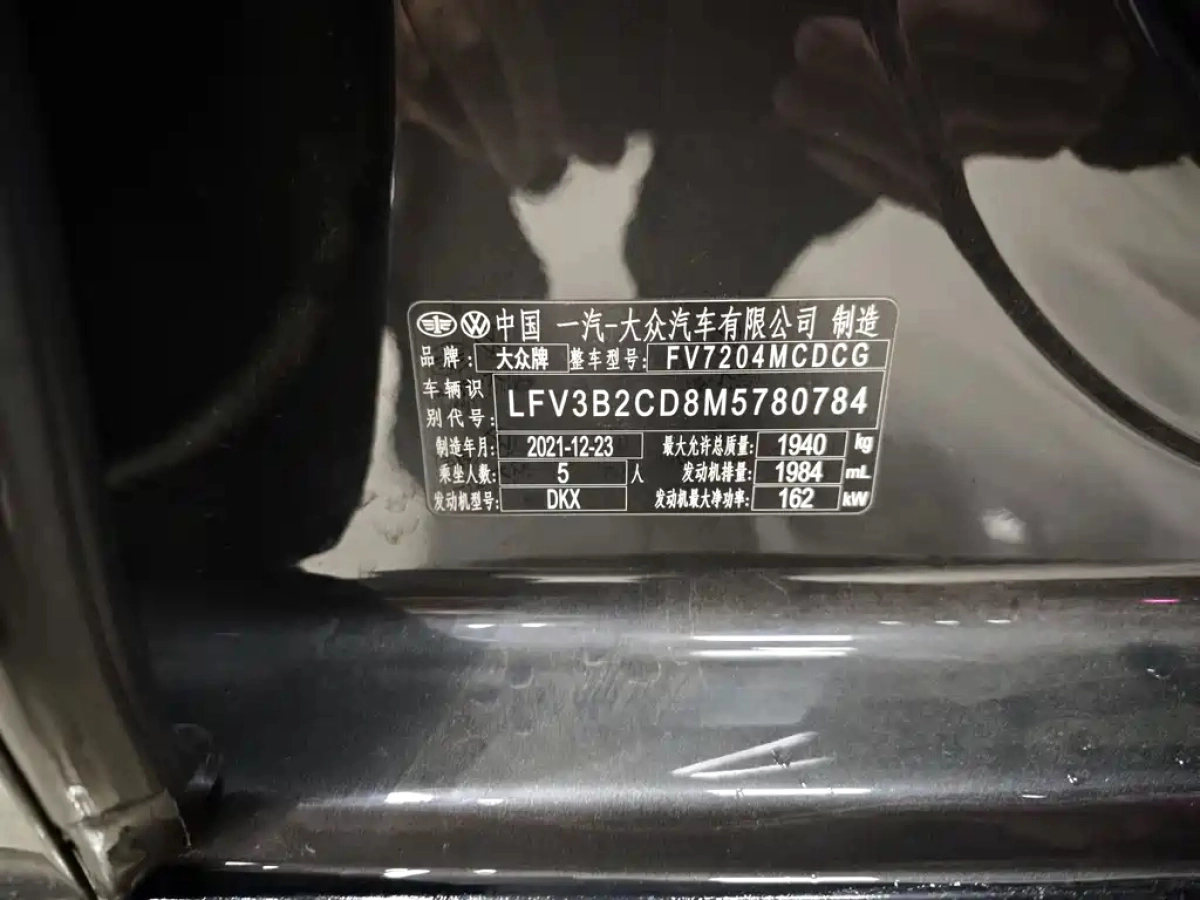 中国 一汽-大众汽车有限公司 制造
品牌: 大众牌 整车型号: FV7204MCDCG
车辆识别代号: LFV3B2CD8M5780784
制造年月: 2021-12-23 最大允许总质量: 1940 kg
乘坐人数: 5 人 发动机排量: 1984 mL
发动机型号: DKX 发动机最大净功率: 162 kW